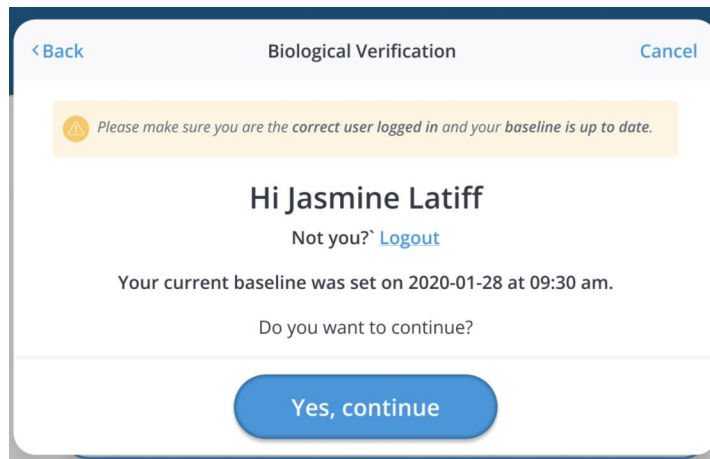 < Back
Biological Verification
Cancel
Please make sure you are the correct user logged in and your baseline is up to date.
Hi Jasmine Latiff
Not you?` Logout
Your current baseline was set on 2020-01-28 at 09:30 am.
Do you want to continue?
Yes, continue